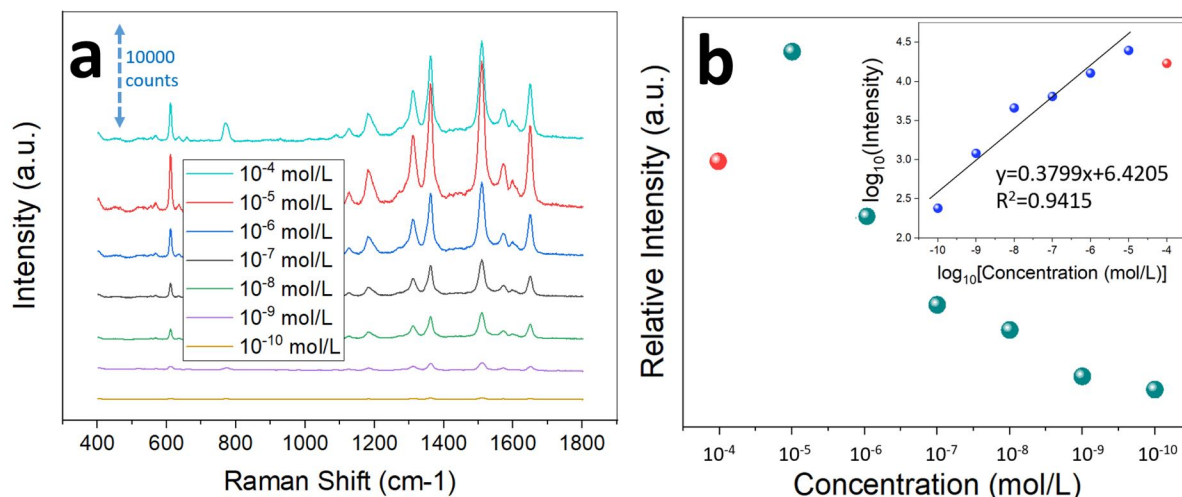 a
10000
counts
Intensity (a.u.)
10⁻⁴ mol/L
10⁻⁵ mol/L
10⁻⁶ mol/L
10⁻⁷ mol/L
10⁻⁸ mol/L
10⁻⁹ mol/L
10⁻¹⁰ mol/L
400 600 800 1000 1200 1400 1600 1800
Raman Shift (cm-1)
b
Relative Intensity (a.u.)
log₁₀(Intensity)
4.5
4.0
3.5
3.0
2.5
2.0
y=0.3799x+6.4205
R²=0.9415
-10 -9 -8 -7 -6 -5 -4
log₁₀[Concentration (mol/L)]
10⁻⁴ 10⁻⁵ 10⁻⁶ 10⁻⁷ 10⁻⁸ 10⁻⁹ 10⁻¹⁰
Concentration (mol/L)